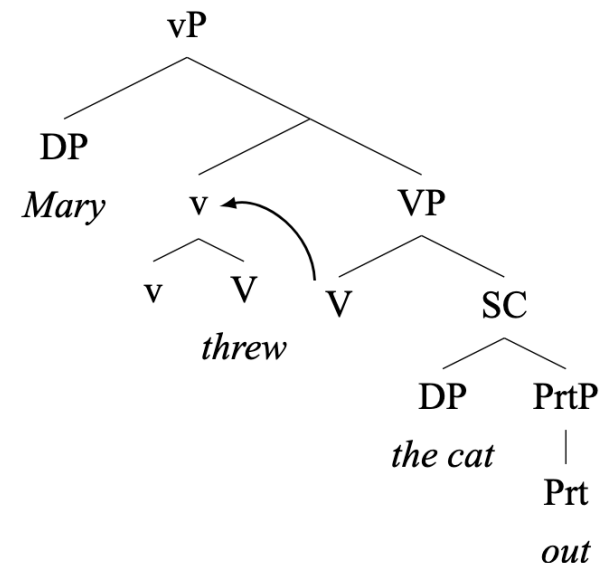 vP
DP
Mary
v
VP
v
V
threw
V
SC
DP
the cat
PrtP
Prt
out